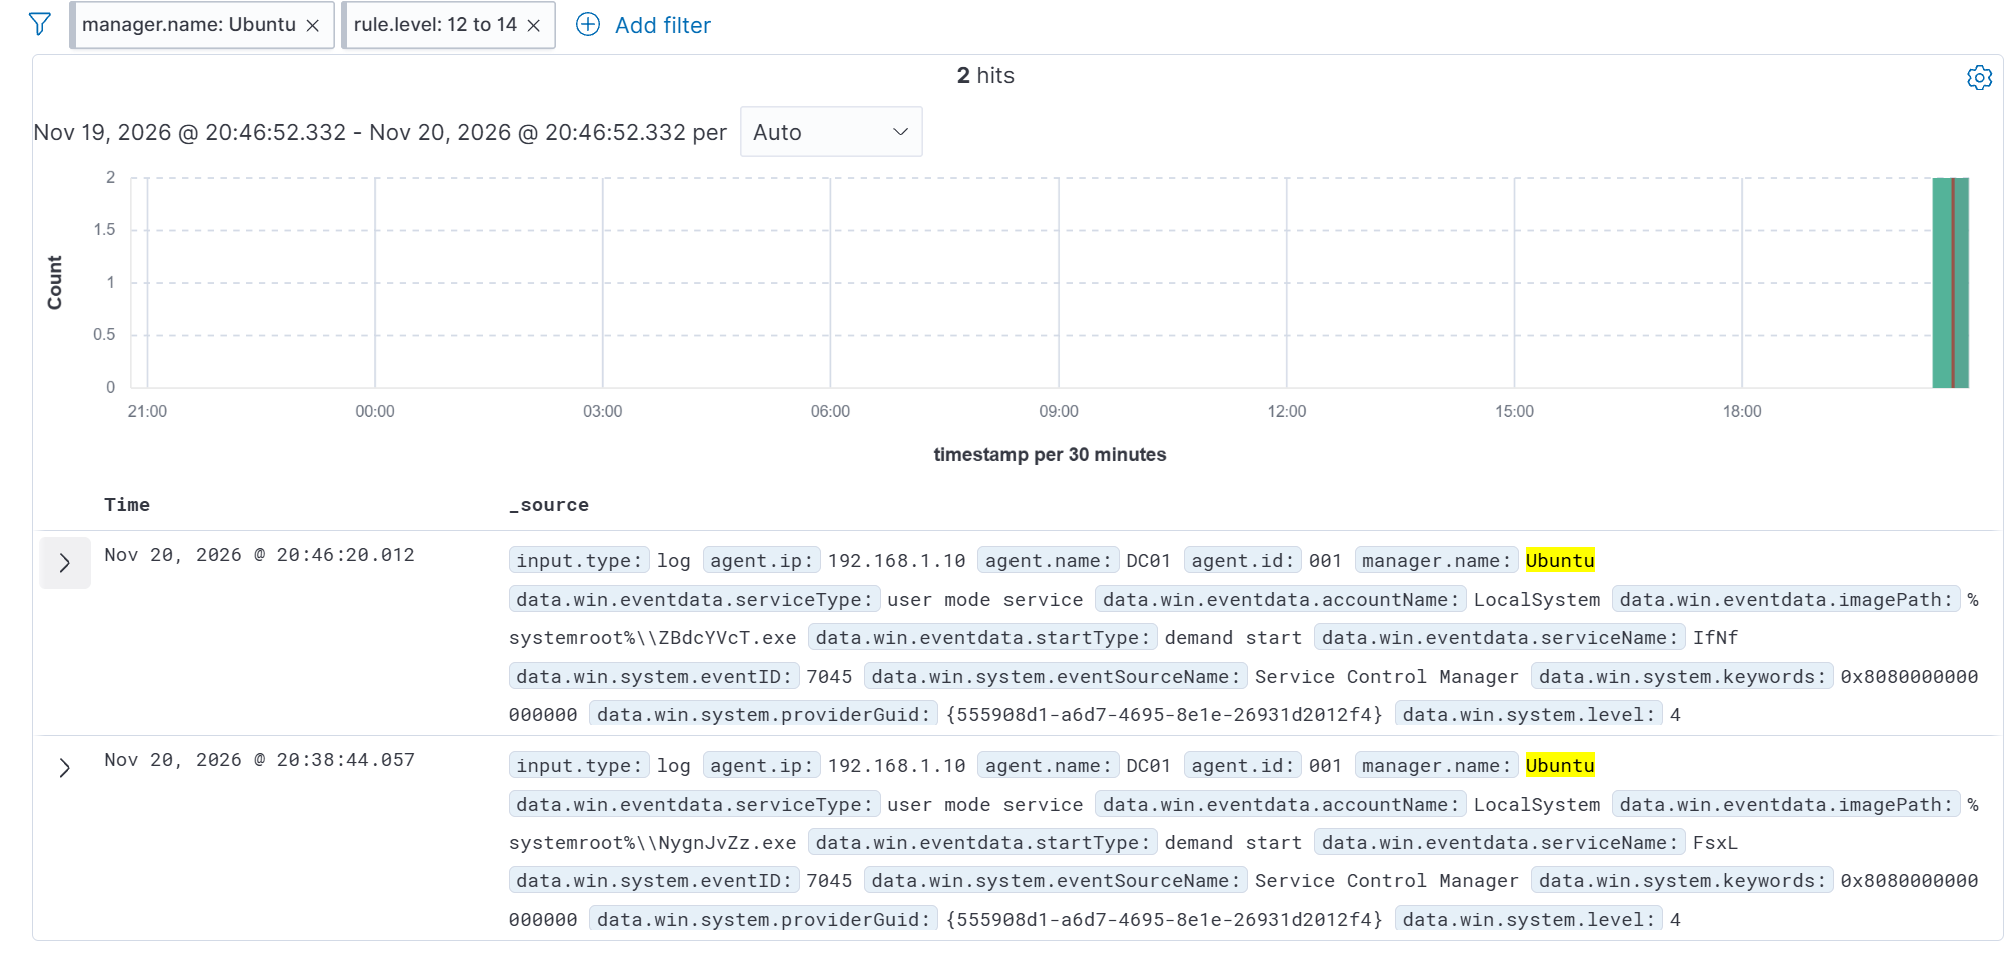 manager.name: Ubuntu × rule.level: 12 to 14 × Add filter
2 hits
Nov 19, 2026 @ 20:46:52.332 - Nov 20, 2026 @ 20:46:52.332 per Auto
2
1.5
1
0.5
0
Count
21:00 00:00 03:00 06:00 09:00 12:00 15:00 18:00
timestamp per 30 minutes
Time _source
Nov 20, 2026 @ 20:46:20.012
input.type: log agent.ip: 192.168.1.10 agent.name: DC01 agent.id: 001 manager.name: Ubuntu
data.win.eventdata.serviceType: user mode service data.win.eventdata.accountName: LocalSystem data.win.eventdata.imagePath: %
systemroot%\\ZBdcYVcT.exe data.win.eventdata.startType: demand start data.win.eventdata.serviceName: IfNf
data.win.system.eventID: 7045 data.win.system.eventSourceName: Service Control Manager data.win.system.keywords: 0x8080000000
000000 data.win.system.providerGuid: {555908d1-a6d7-4695-8e1e-26931d2012f4} data.win.system.level: 4
Nov 20, 2026 @ 20:38:44.057
input.type: log agent.ip: 192.168.1.10 agent.name: DC01 agent.id: 001 manager.name: Ubuntu
data.win.eventdata.serviceType: user mode service data.win.eventdata.accountName: LocalSystem data.win.eventdata.imagePath: %
systemroot%\\NygnJvZz.exe data.win.eventdata.startType: demand start data.win.eventdata.serviceName: FsxL
data.win.system.eventID: 7045 data.win.system.eventSourceName: Service Control Manager data.win.system.keywords: 0x8080000000
000000 data.win.system.providerGuid: {555908d1-a6d7-4695-8e1e-26931d2012f4} data.win.system.level: 4